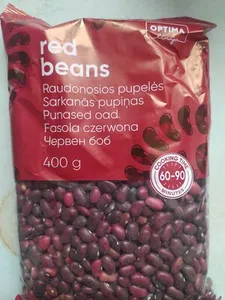 OPTIMA
red
beans
Raudonosios pupelės
Sarkanās pupiņas
Punased oad
Fasola czerwona
Червен боб
400 g
COOKING TIME
60-90
MINUTES